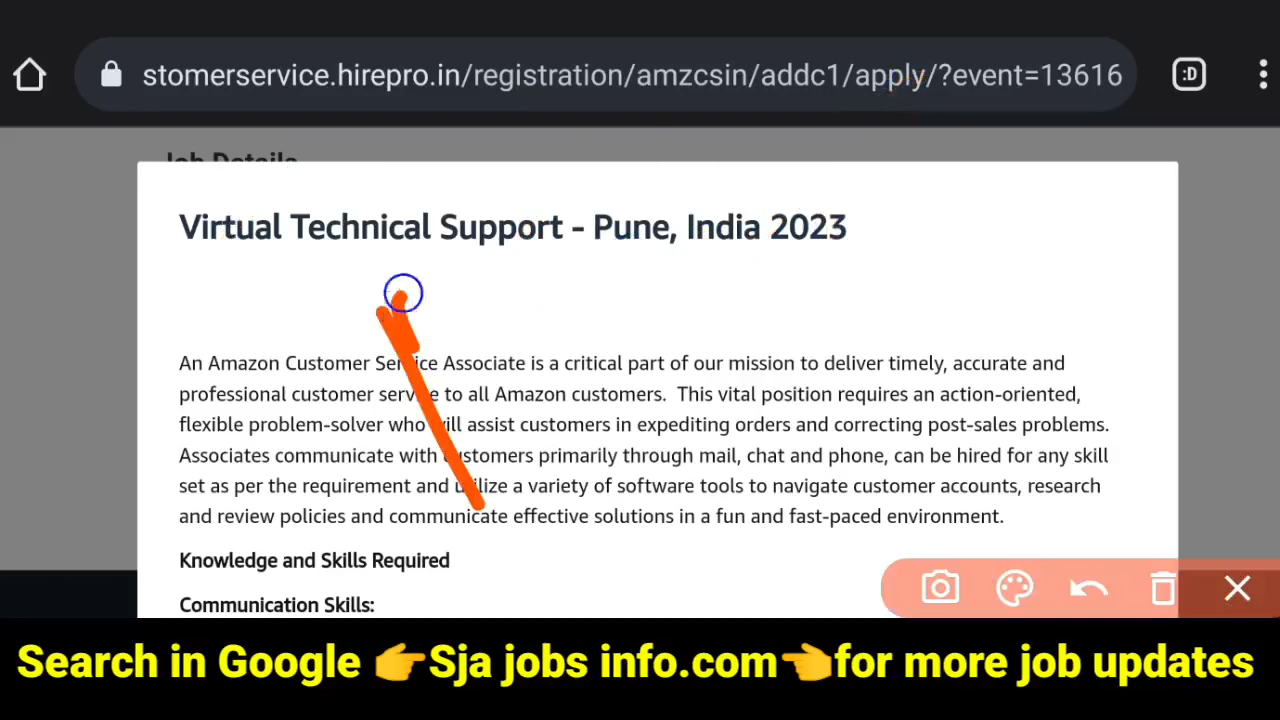 stomerservice.hirepro.in/registration/amzcsin/addc1/apply/?event=13616
:D
Job Details
Virtual Technical Support - Pune, India 2023
An Amazon Customer Service Associate is a critical part of our mission to deliver timely, accurate and
professional customer service to all Amazon customers. This vital position requires an action-oriented,
flexible problem-solver who will assist customers in expediting orders and correcting post-sales problems.
Associates communicate with customers primarily through mail, chat and phone, can be hired for any skill
set as per the requirement and utilize a variety of software tools to navigate customer accounts, research
and review policies and communicate effective solutions in a fun and fast-paced environment.
Knowledge and Skills Required
Communication Skills:
Search in Google 👉Sja jobs info.com👈for more job updates